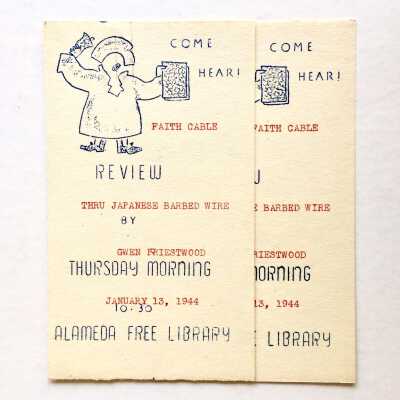 COME
HEAR!
FAITH CABLE
REVIEW
THRU JAPANESE BARBED WIRE
BY
GWEN PRIESTWOOD
THURSDAY MORNING
JANUARY 13, 1944
10:30
ALAMEDA FREE LIBRARY
COME
HEAR!
FAITH CABLE
W
E BARBED WIRE
RIESTWOOD
ORNING
13, 1944
E LIBRARY